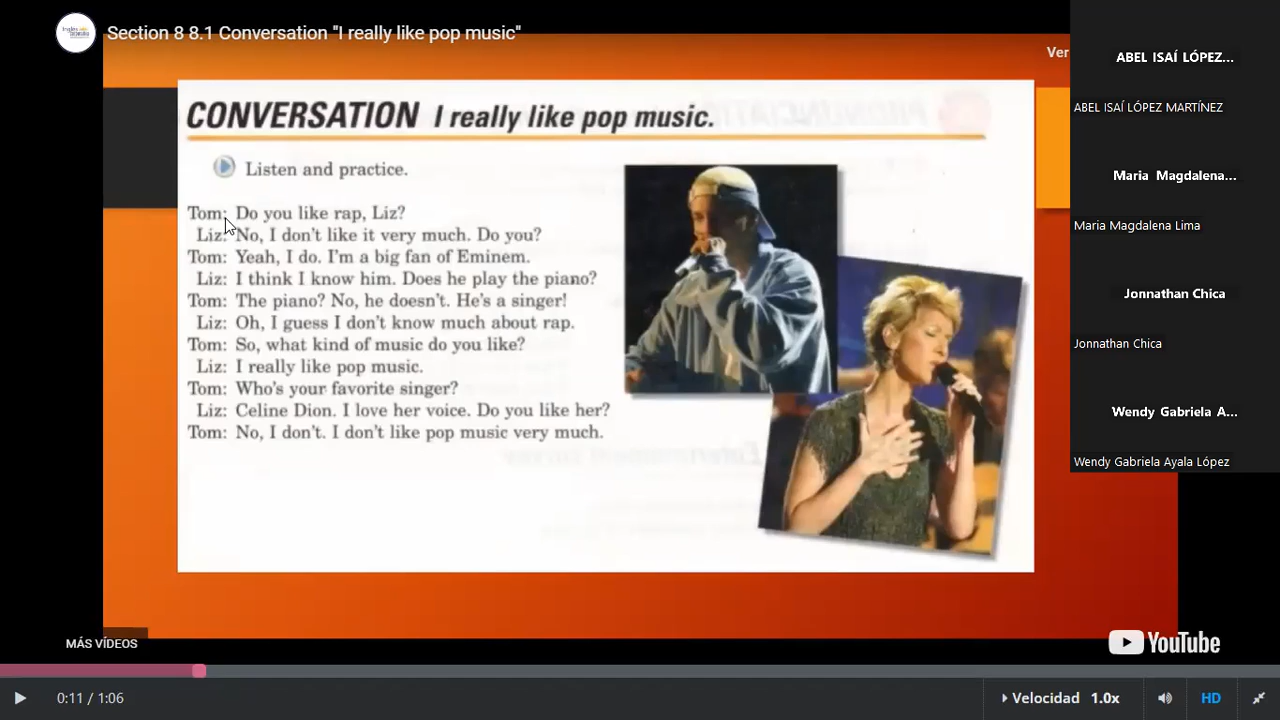 Section 8 8.1 Conversation "I really like pop music"
Ver
CONVERSATION I really like pop music.
Listen and practice.
Tom: Do you like rap, Liz?
Liz: No, I don't like it very much. Do you?
Tom: Yeah, I do. I'm a big fan of Eminem.
Liz: I think I know him. Does he play the piano?
Tom: The piano? No, he doesn't. He's a singer!
Liz: Oh, I guess I don't know much about rap.
Tom: So, what kind of music do you like?
Liz: I really like pop music.
Tom: Who's your favorite singer?
Liz: Celine Dion. I love her voice. Do you like her?
Tom: No, I don't. I don't like pop music very much.
ABEL ISAÍ LÓPEZ...
ABEL ISAÍ LÓPEZ MARTÍNEZ
Maria Magdalena...
Maria Magdalena Lima
Jonnathan Chica
Jonnathan Chica
Wendy Gabriela A...
Wendy Gabriela Ayala López
MÁS VÍDEOS
YouTube
0:11 / 1:06
Velocidad 1.0x
HD